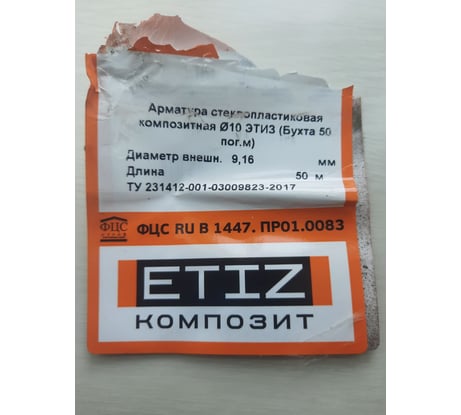 Арматура стеклопластиковая
композитная Ø10 ЭТИЗ (Бухта 50
пог.м)
Диаметр внешн. 9,16 мм
Длина 50 м
ТУ 231412-001-03009823-2017
ФЦС ФЦС RU В 1447. ПР01.0083
ETIZ
КОМПОЗИТ